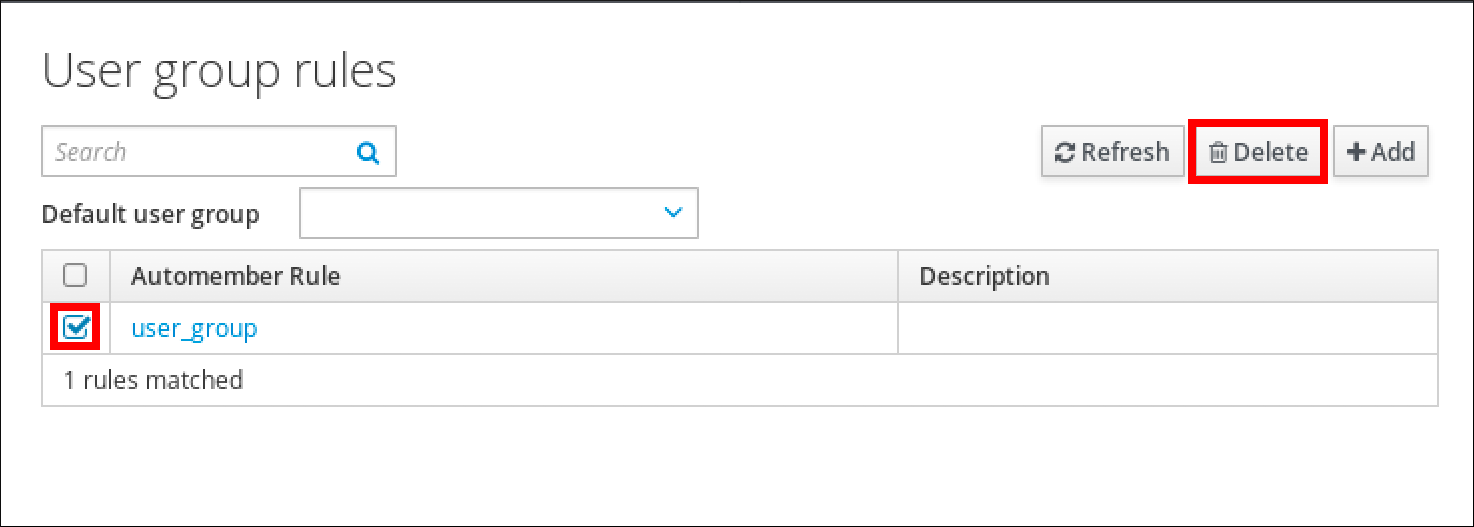 User group rules
Search
Refresh Delete Add
Default user group
Automember Rule Description
user_group
1 rules matched